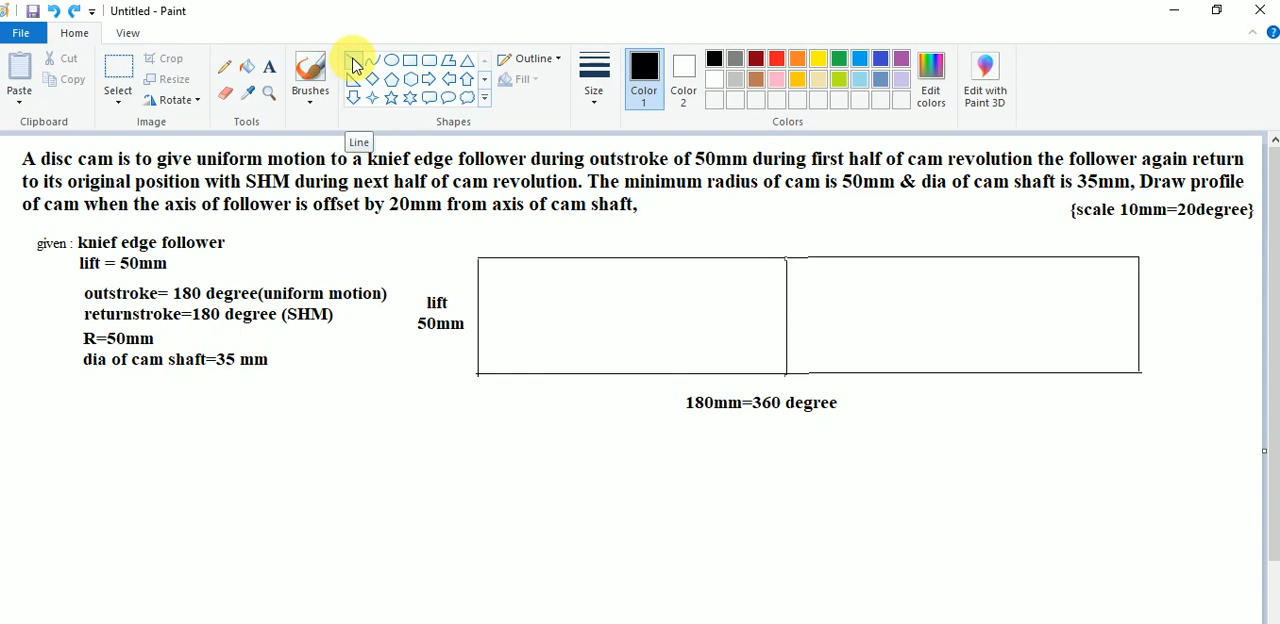 Untitled - Paint
File
Home
View
Paste
Cut
Copy
Clipboard
Select
Crop
Resize
Rotate
Image
Tools
Brushes
Shapes
Outline
Fill
Size
Color 1
Color 2
Edit colors
Colors
Edit with Paint 3D
Line
A disc cam is to give uniform motion to a knief edge follower during outstroke of 50mm during first half of cam revolution the follower again return
to its original position with SHM during next half of cam revolution. The minimum radius of cam is 50mm & dia of cam shaft is 35mm, Draw profile
of cam when the axis of follower is offset by 20mm from axis of cam shaft,
{scale 10mm=20degree}
given : knief edge follower
lift = 50mm
outstroke= 180 degree(uniform motion)
returnstroke=180 degree (SHM)
R=50mm
dia of cam shaft=35 mm
lift
50mm
180mm=360 degree